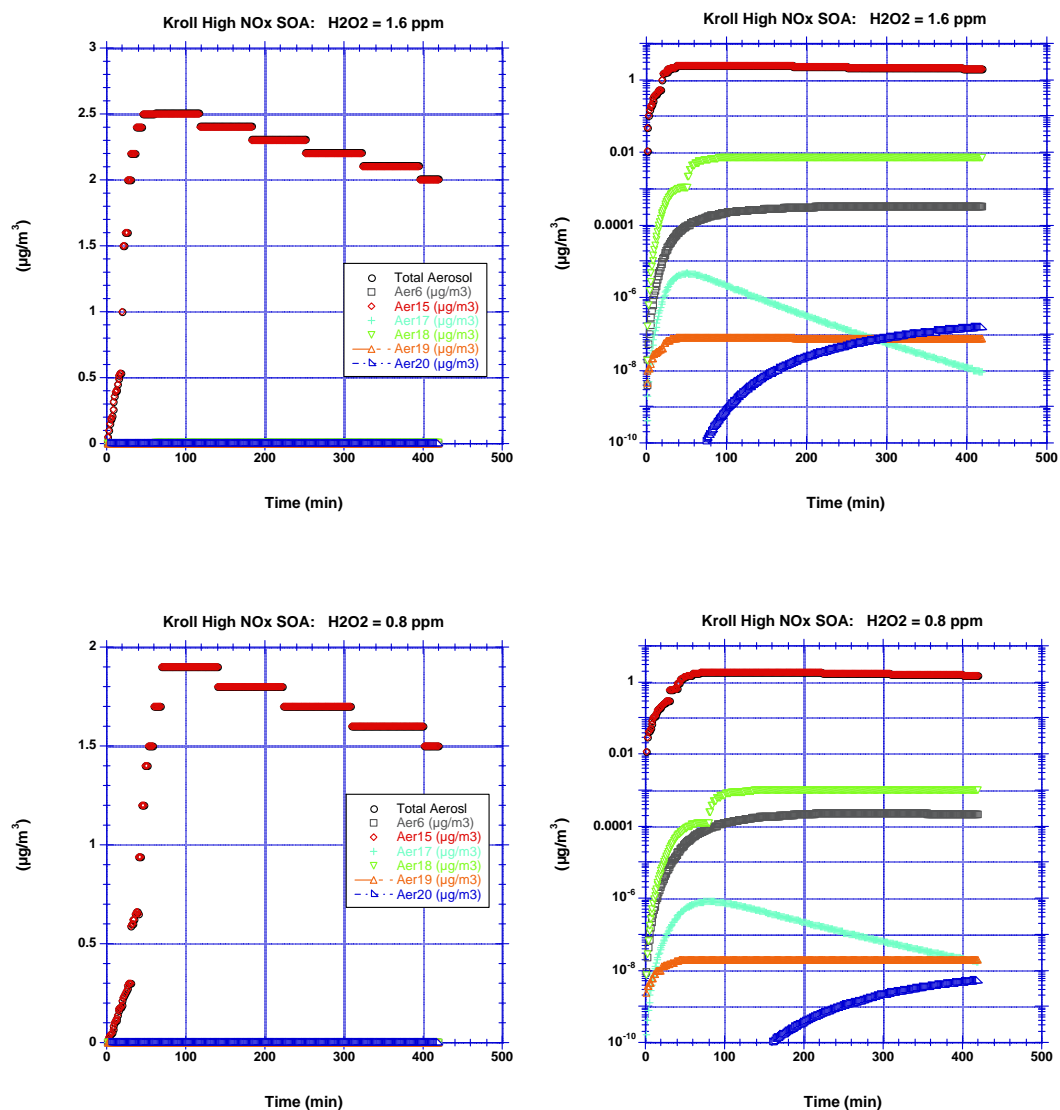 Kroll High NOx SOA: H2O2 = 1.6 ppm
3
2.5
2
1.5
1
0.5
0
(µg/m³)
0 100 200 300 400 500
Time (min)
Total Aerosol
Aer6 (µg/m3)
Aer15 (µg/m3)
Aer17 (µg/m3)
Aer18 (µg/m3)
Aer19 (µg/m3)
Aer20 (µg/m3)
Kroll High NOx SOA: H2O2 = 1.6 ppm
1
0.01
0.0001
10⁻⁶
10⁻⁸
10⁻¹⁰
(µg/m³)
0 100 200 300 400 500
Time (min)
Kroll High NOx SOA: H2O2 = 0.8 ppm
2
1.5
1
0.5
0
(µg/m³)
0 100 200 300 400 500
Time (min)
Total Aerosl
Aer6 (µg/m3)
Aer15 (µg/m3)
Aer17 (µg/m3)
Aer18 (µg/m3)
Aer19 (µg/m3)
Aer20 (µg/m3)
Kroll High NOx SOA: H2O2 = 0.8 ppm
1
0.01
0.0001
10⁻⁶
10⁻⁸
10⁻¹⁰
(µg/m³)
0 100 200 300 400 500
Time (min)